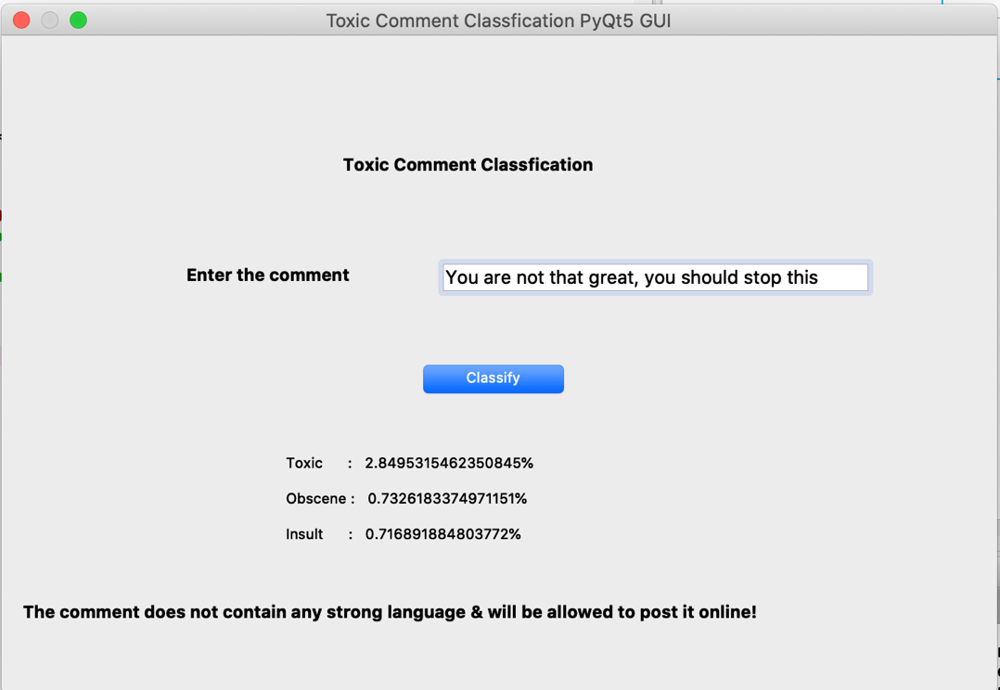 Toxic Comment Classfication PyQt5 GUI
Toxic Comment Classfication
Enter the comment
You are not that great, you should stop this
Classify
Toxic : 2.8495315462350845%
Obscene : 0.7326183374971151%
Insult : 0.716891884803772%
The comment does not contain any strong language & will be allowed to post it online!